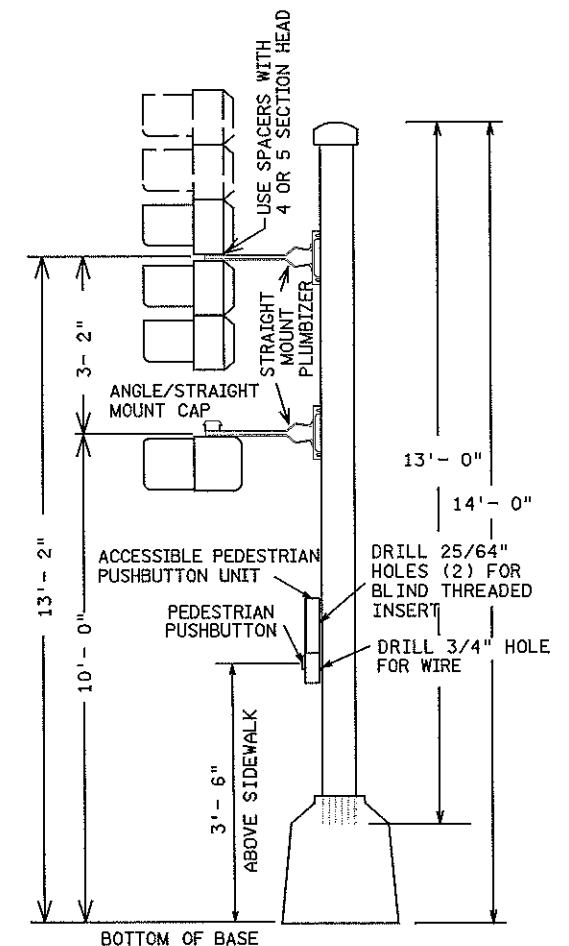 USE SPACERS WITH
4 OR 5 SECTION HEAD
STRAIGHT
MOUNT
PLUMBIZER
3'- 2"
ANGLE/STRAIGHT
MOUNT CAP
13'- 0"
14'- 0"
13'- 2"
10'- 0"
ACCESSIBLE PEDESTRIAN
PUSHBUTTON UNIT
DRILL 25/64"
HOLES (2) FOR
BLIND THREADED
INSERT
PEDESTRIAN
PUSHBUTTON
DRILL 3/4" HOLE
FOR WIRE
3'- 6"
ABOVE SIDEWALK
BOTTOM OF BASE